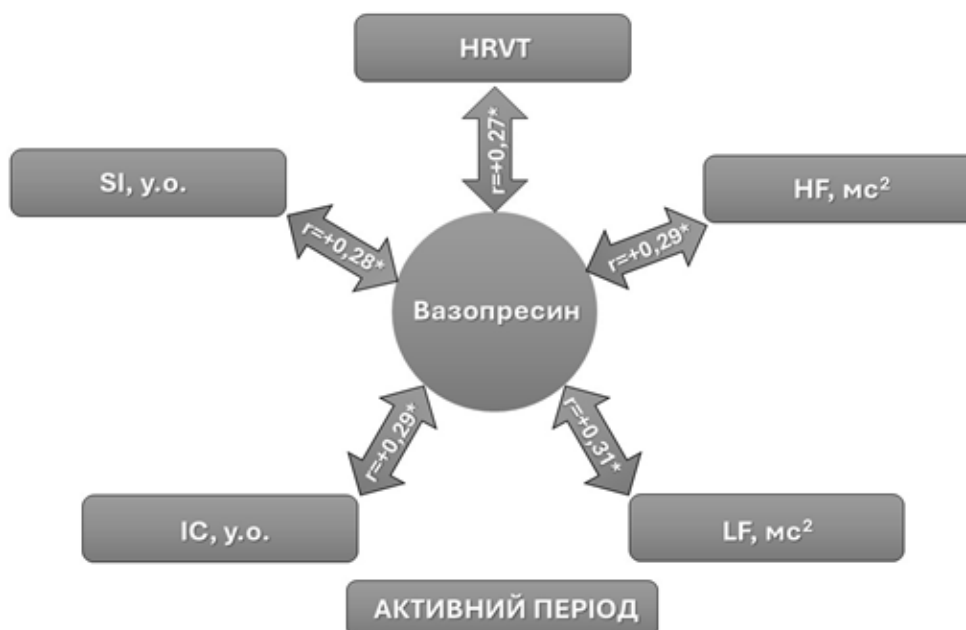 HRVT
r=+0,27*
SI, у.о.
HF, мс²
r=+0,28*
r=+0,29*
Вазопресин
r=+0,29*
r=+0,31*
IC, у.о.
LF, мс²
АКТИВНИЙ ПЕРІОД